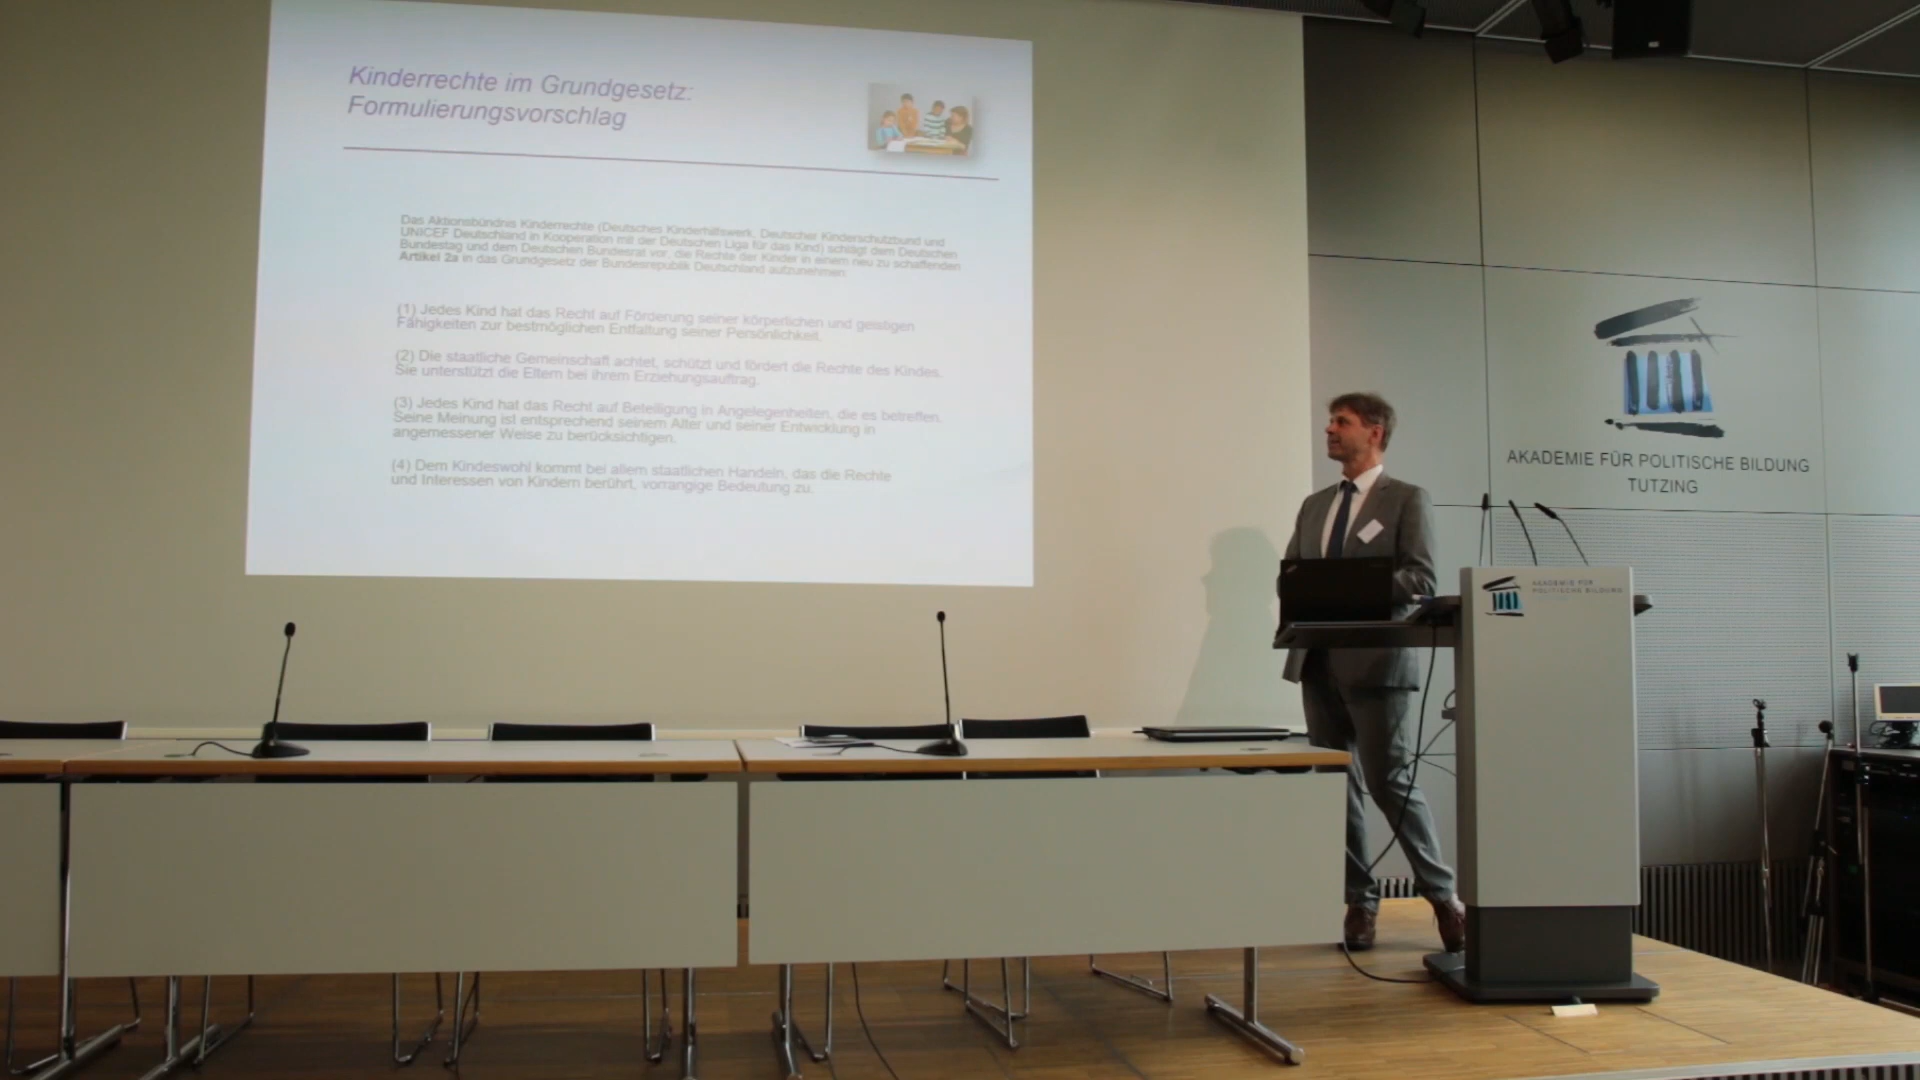 Kinderrechte im Grundgesetz:
Formulierungsvorschlag
Das Aktionsbündnis Kinderrechte (Deutsches Kinderhilfswerk, Deutscher Kinderschutzbund und
UNICEF Deutschland in Kooperation mit der Deutschen Liga für das Kind) schlägt dem Deutschen
Bundestag und dem Deutschen Bundesrat vor, die Rechte der Kinder in einem neu zu schaffenden
Artikel 2a in das Grundgesetz der Bundesrepublik Deutschland aufzunehmen:
(1) Jedes Kind hat das Recht auf Förderung seiner körperlichen und geistigen
Fähigkeiten zur bestmöglichen Entfaltung seiner Persönlichkeit.
(2) Die staatliche Gemeinschaft achtet, schützt und fördert die Rechte des Kindes.
Sie unterstützt die Eltern bei ihrem Erziehungsauftrag.
(3) Jedes Kind hat das Recht auf Beteiligung in Angelegenheiten, die es betreffen.
Seine Meinung ist entsprechend seinem Alter und seiner Entwicklung in
angemessener Weise zu berücksichtigen.
(4) Dem Kindeswohl kommt bei allem staatlichen Handeln, das die Rechte
und Interessen von Kindern berührt, vorrangige Bedeutung zu.
AKADEMIE FÜR POLITISCHE BILDUNG
TUTZING
AKADEMIE FÜR
POLITISCHE BILDUNG